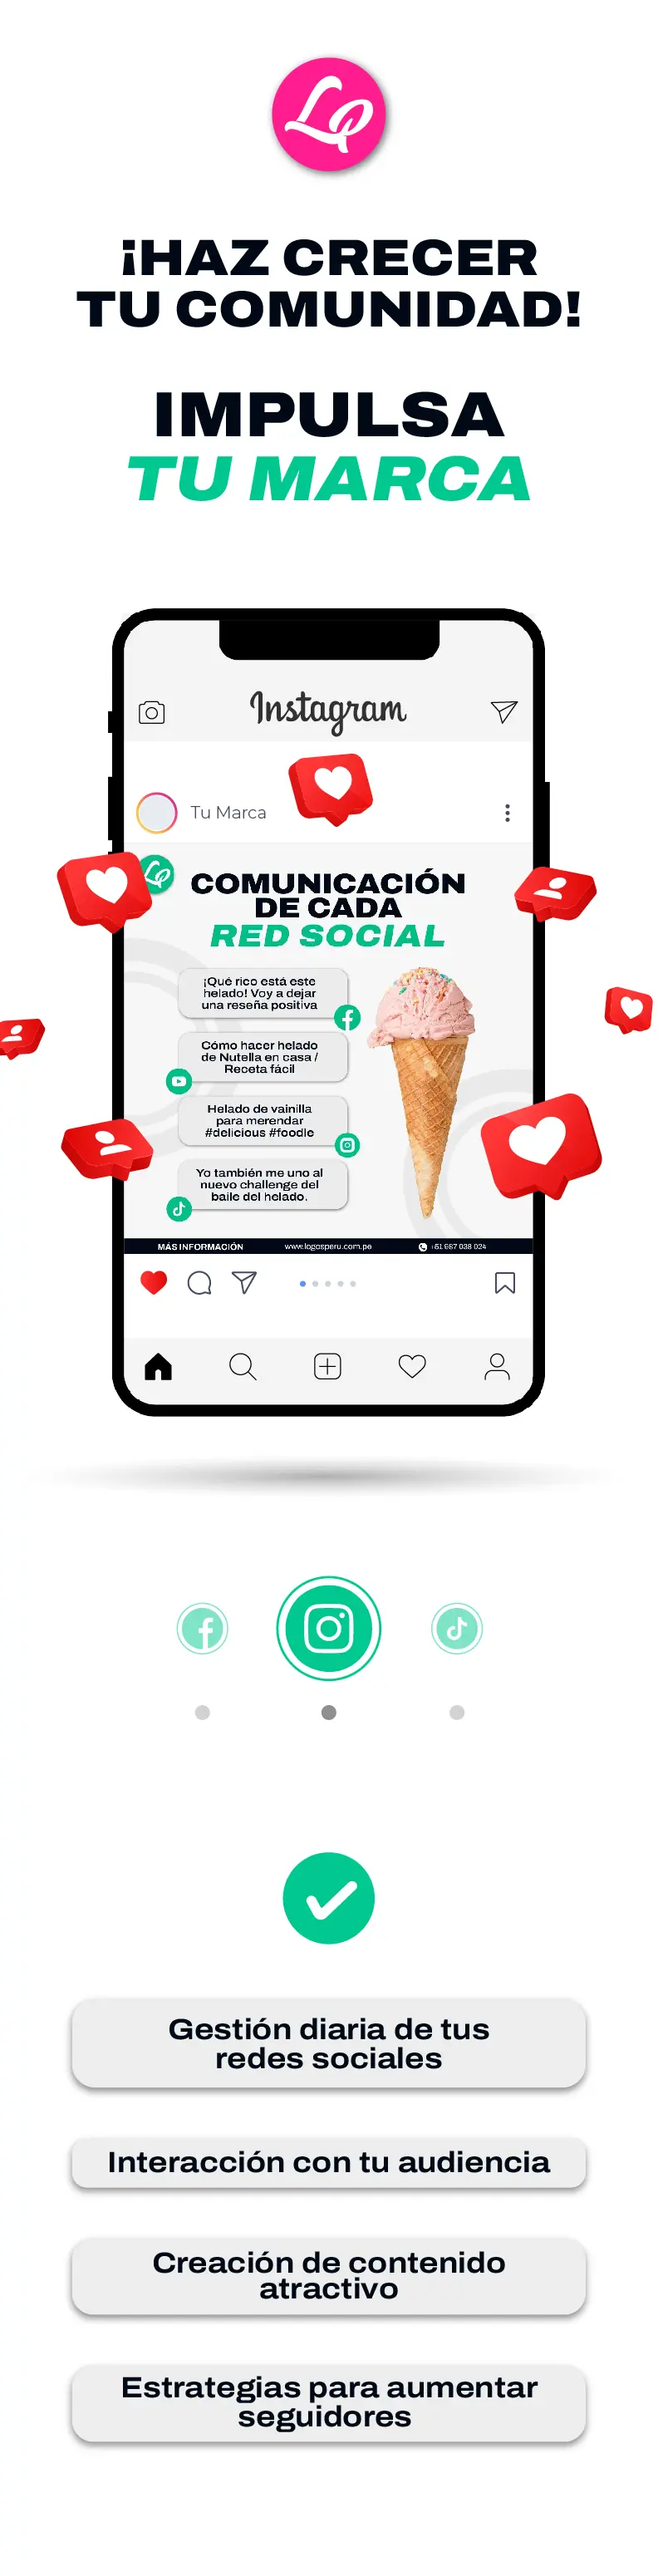 LQ
¡HAZ CRECER
TU COMUNIDAD!
IMPULSA
TU MARCA
Instagram
Tu Marca
LQ
COMUNICACIÓN
DE CADA
RED SOCIAL
¡Qué rico está este
helado! Voy a dejar
una reseña positiva
Cómo hacer helado
de Nutella en casa /
Receta fácil
Helado de vainilla
para merendar
#delicious #foodle
Yo también me uno al
nuevo challenge del
baile del helado.
MÁS INFORMACIÓN
www.logosperu.com.pe
+51 987 038 024
Gestión diaria de tus
redes sociales
Interacción con tu audiencia
Creación de contenido
atractivo
Estrategias para aumentar
seguidores